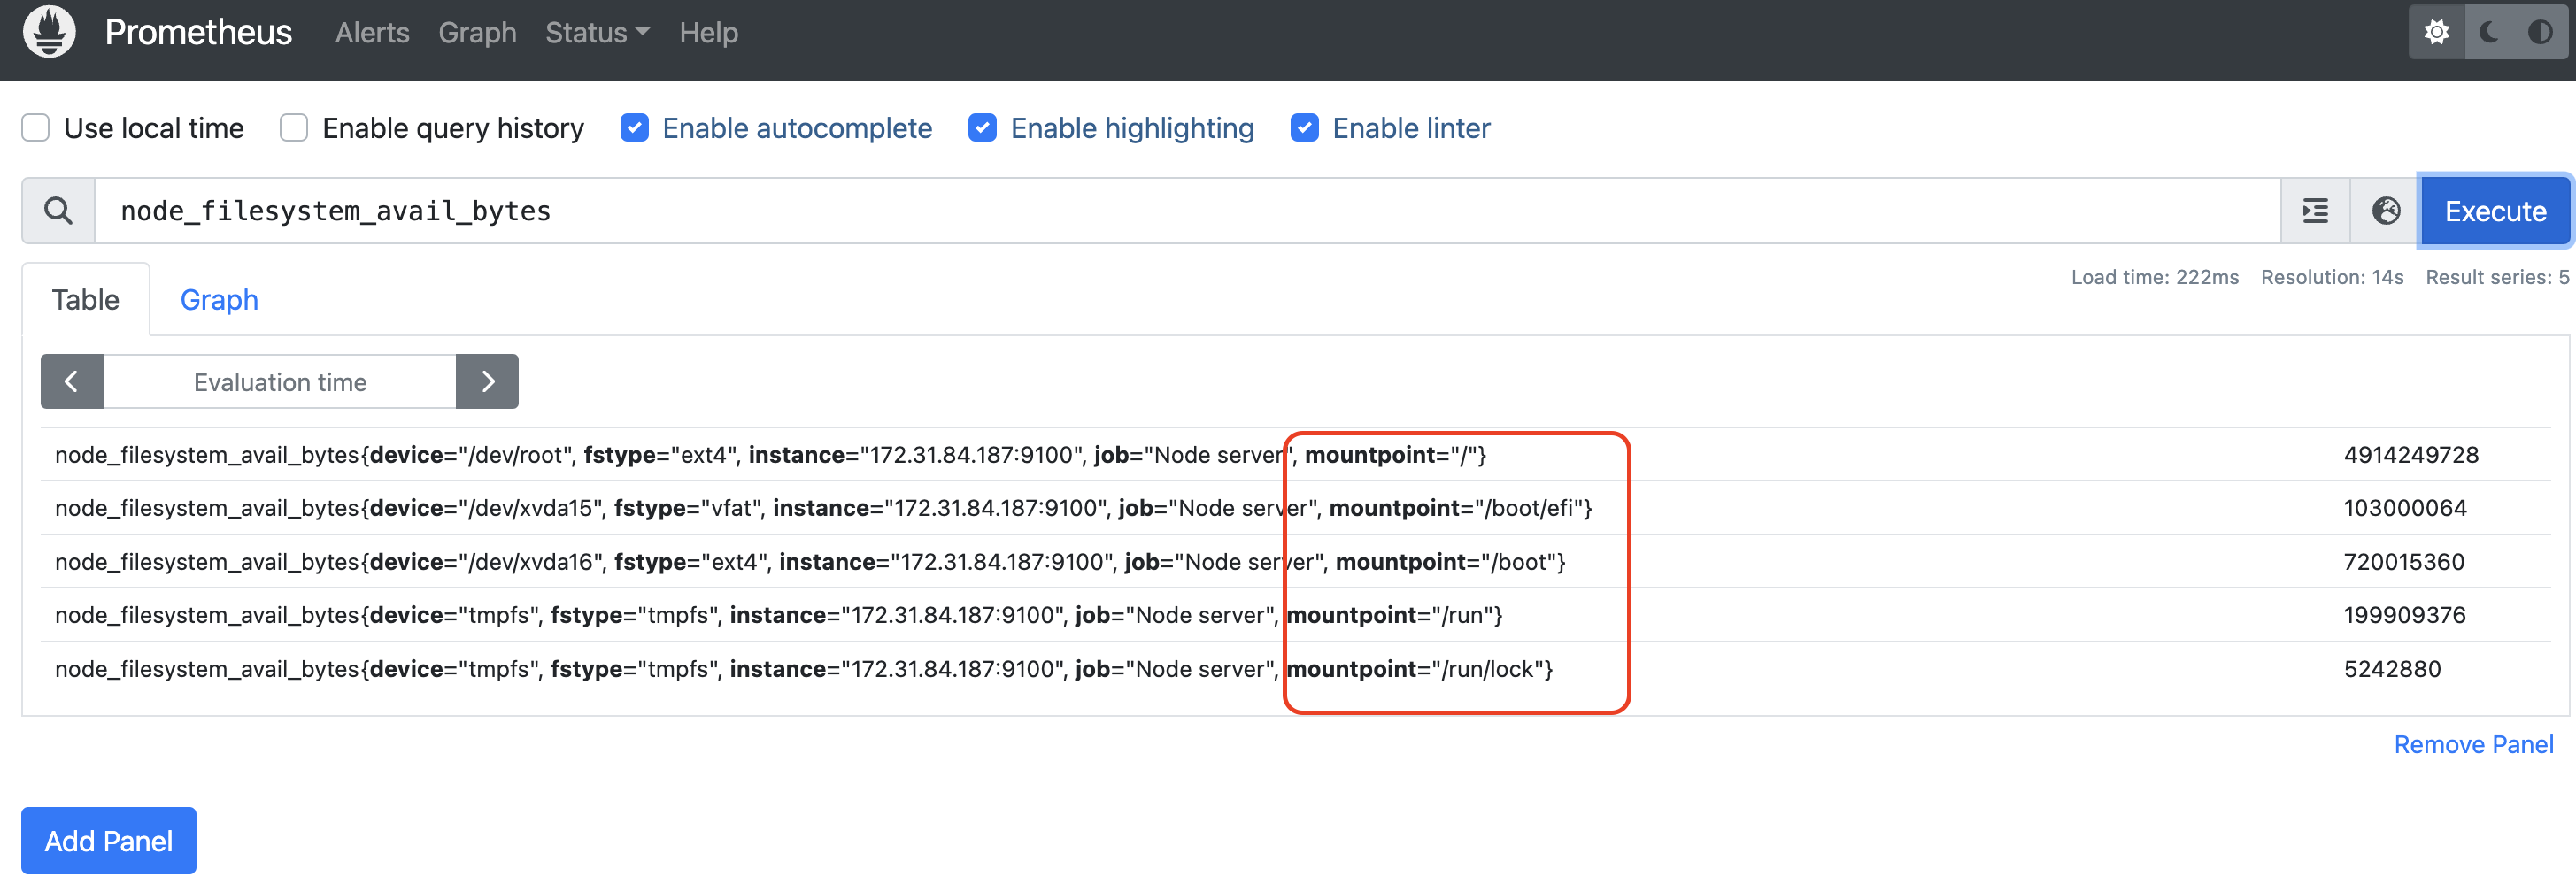 Prometheus Alerts Graph Status Help
Use local time Enable query history Enable autocomplete Enable highlighting Enable linter
node_filesystem_avail_bytes Execute
Load time: 222ms Resolution: 14s Result series: 5
Table Graph
Evaluation time
node_filesystem_avail_bytes{device="/dev/root", fstype="ext4", instance="172.31.84.187:9100", job="Node server", mountpoint="/"} 4914249728
node_filesystem_avail_bytes{device="/dev/xvda15", fstype="vfat", instance="172.31.84.187:9100", job="Node server", mountpoint="/boot/efi"} 103000064
node_filesystem_avail_bytes{device="/dev/xvda16", fstype="ext4", instance="172.31.84.187:9100", job="Node server", mountpoint="/boot"} 720015360
node_filesystem_avail_bytes{device="tmpfs", fstype="tmpfs", instance="172.31.84.187:9100", job="Node server", mountpoint="/run"} 199909376
node_filesystem_avail_bytes{device="tmpfs", fstype="tmpfs", instance="172.31.84.187:9100", job="Node server", mountpoint="/run/lock"} 5242880
Remove Panel
Add Panel